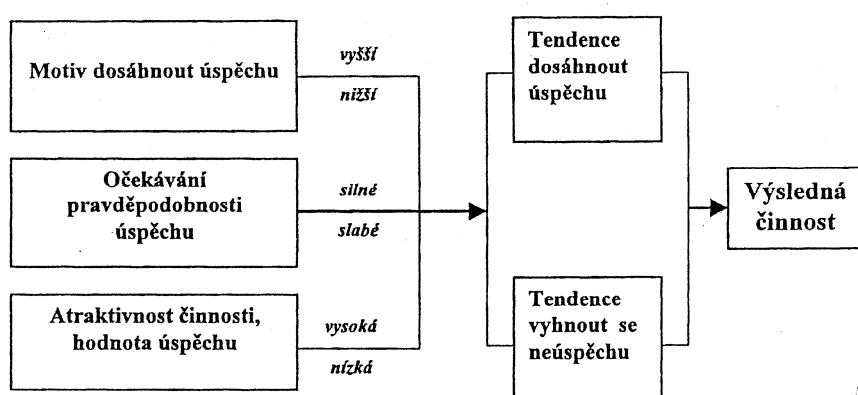 Motiv dosáhnout úspěchu
vyšší
nižší
Očekávání
pravděpodobnosti
úspěchu
silné
slabé
Atraktivnost činnosti,
hodnota úspěchu
vysoká
nízká
Tendence
dosáhnout
úspěchu
Tendence
vyhnout se
neúspěchu
Výsledná
činnost